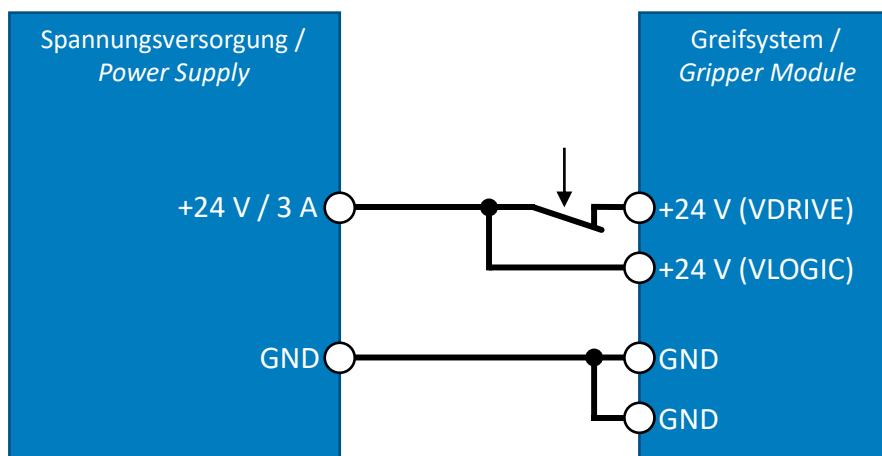 Spannungsversorgung /
Power Supply
Greifsystem /
Gripper Module
+24 V / 3 A
+24 V (VDRIVE)
+24 V (VLOGIC)
GND
GND
GND